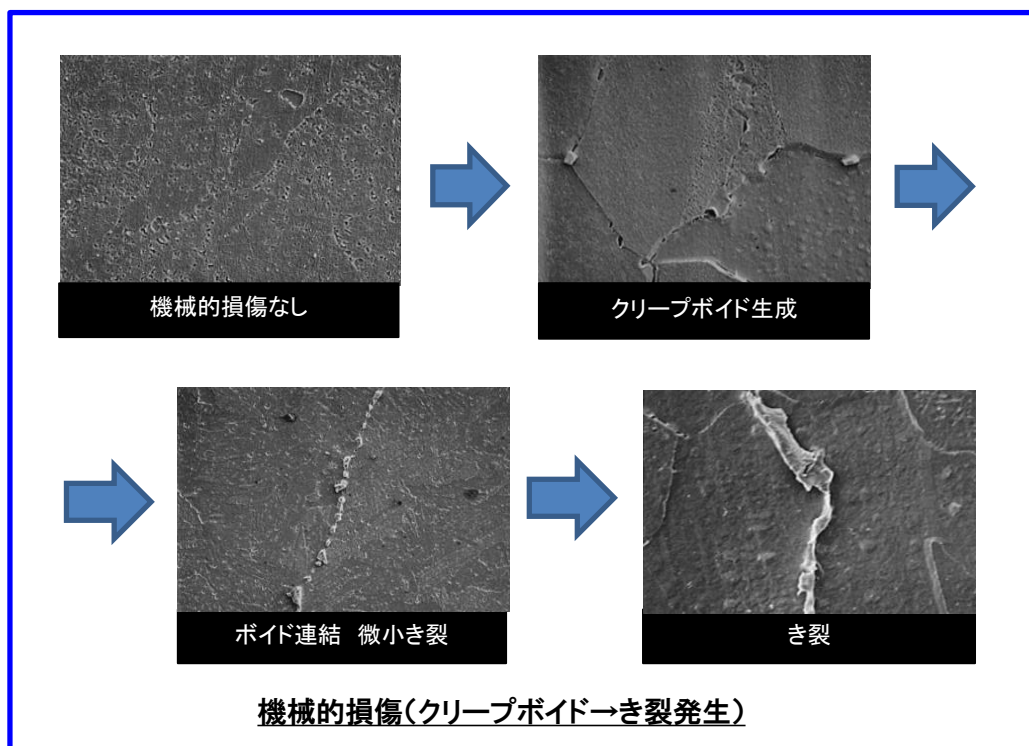 機械的損傷なし
クリープボイド生成
ボイド連結　微小き裂
き裂
機械的損傷(クリープボイド→き裂発生)